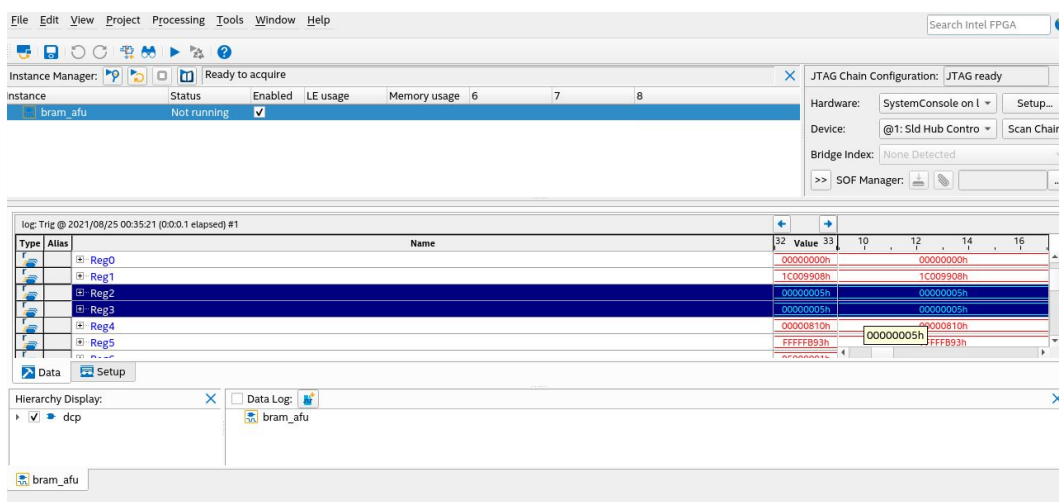 File Edit View Project Processing Tools Window Help
Search Intel FPGA
Instance Manager: Ready to acquire
JTAG Chain Configuration: JTAG ready
Instance Status Enabled LE usage Memory usage 6 7 8
bram_afu Not running
Hardware: SystemConsole on l Setup...
Device: @1: Sld Hub Contro Scan Chain
Bridge Index: None Detected
>> SOF Manager: ...
log: Trig @ 2021/08/25 00:35:21 (0:0:0.1 elapsed) #1
Type Alias Name 32 Value 33 10 12 14 16
Reg0 00000000h 00000000h
Reg1 1C009908h 1C009908h
Reg2 00000005h 00000005h
Reg3 00000005h 00000005h
Reg4 00000810h 00000810h
00000005h
Reg5 FFFFFB93h FFFFB93h
Data Setup
Hierarchy Display: Data Log:
dcp bram_afu
bram_afu